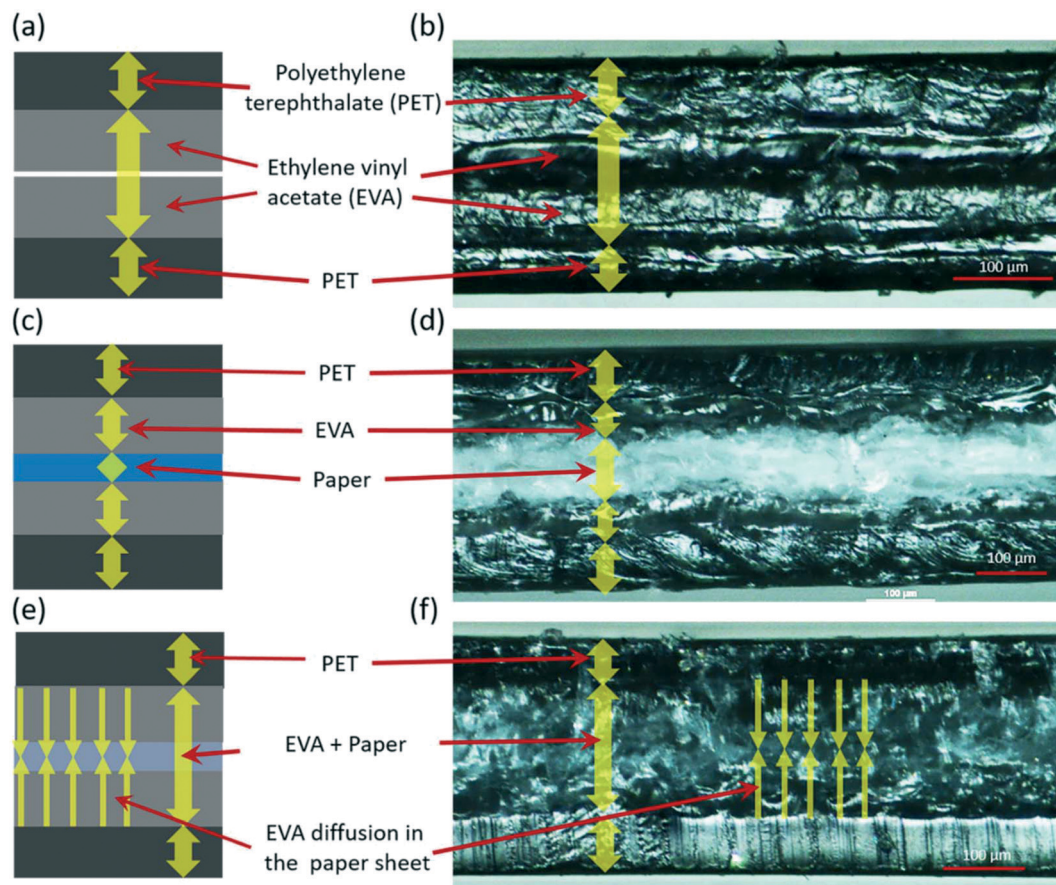 (a)
(b)
Polyethylene
terephthalate (PET)
Ethylene vinyl
acetate (EVA)
PET
100 µm
(c)
(d)
PET
EVA
Paper
100 µm
100 µm
(e)
(f)
PET
EVA + Paper
EVA diffusion in
the paper sheet
100 µm